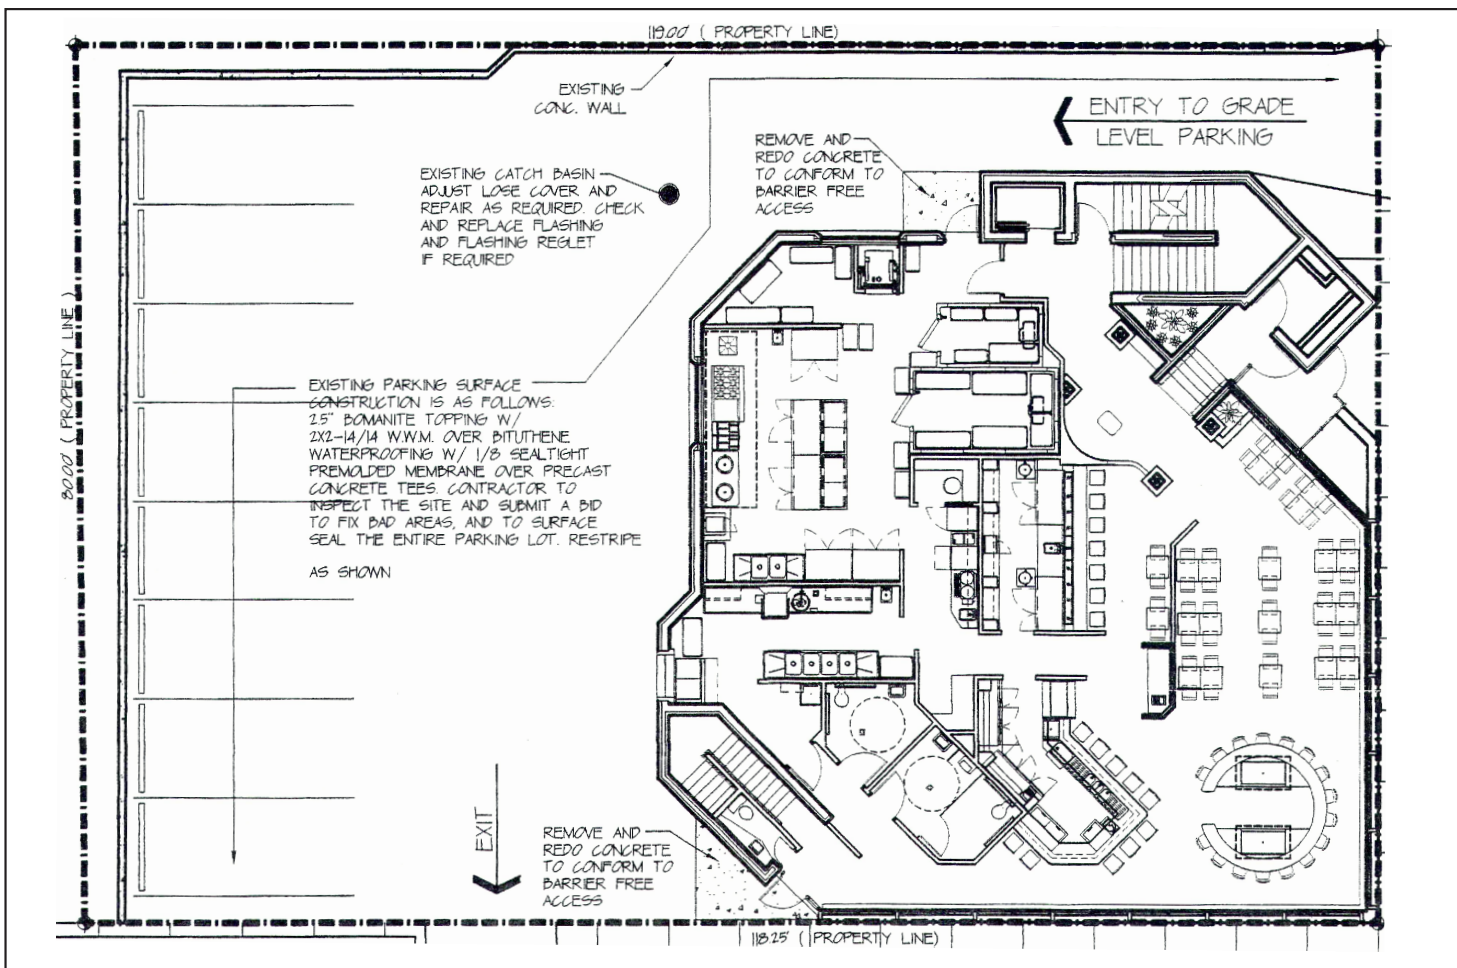 119.00' ( PROPERTY LINE)
EXISTING
CONC. WALL
ENTRY TO GRADE
LEVEL PARKING
REMOVE AND
REDO CONCRETE
TO CONFORM TO
BARRIER FREE
ACCESS
EXISTING CATCH BASIN
ADJUST LOSE COVER AND
REPAIR AS REQUIRED. CHECK
AND REPLACE FLASHING
AND FLASHING REGLET
IF REQUIRED
80.00' ( PROPERTY LINE )
EXISTING PARKING SURFACE
CONSTRUCTION IS AS FOLLOWS:
2.5" BOMANITE TOPPING W/
2X2-14/14 W.W.M. OVER BITUTHENE
WATERPROOFING W/ 1/8 SEALTIGHT
PREMOLDED MEMBRANE OVER PRECAST
CONCRETE TEES. CONTRACTOR TO
INSPECT THE SITE AND SUBMIT A BID
TO FIX BAD AREAS, AND TO SURFACE
SEAL THE ENTIRE PARKING LOT. RESTRIPE
AS SHOWN
EXIT
REMOVE AND
REDO CONCRETE
TO CONFORM TO
BARRIER FREE
ACCESS
118.25' ( PROPERTY LINE)